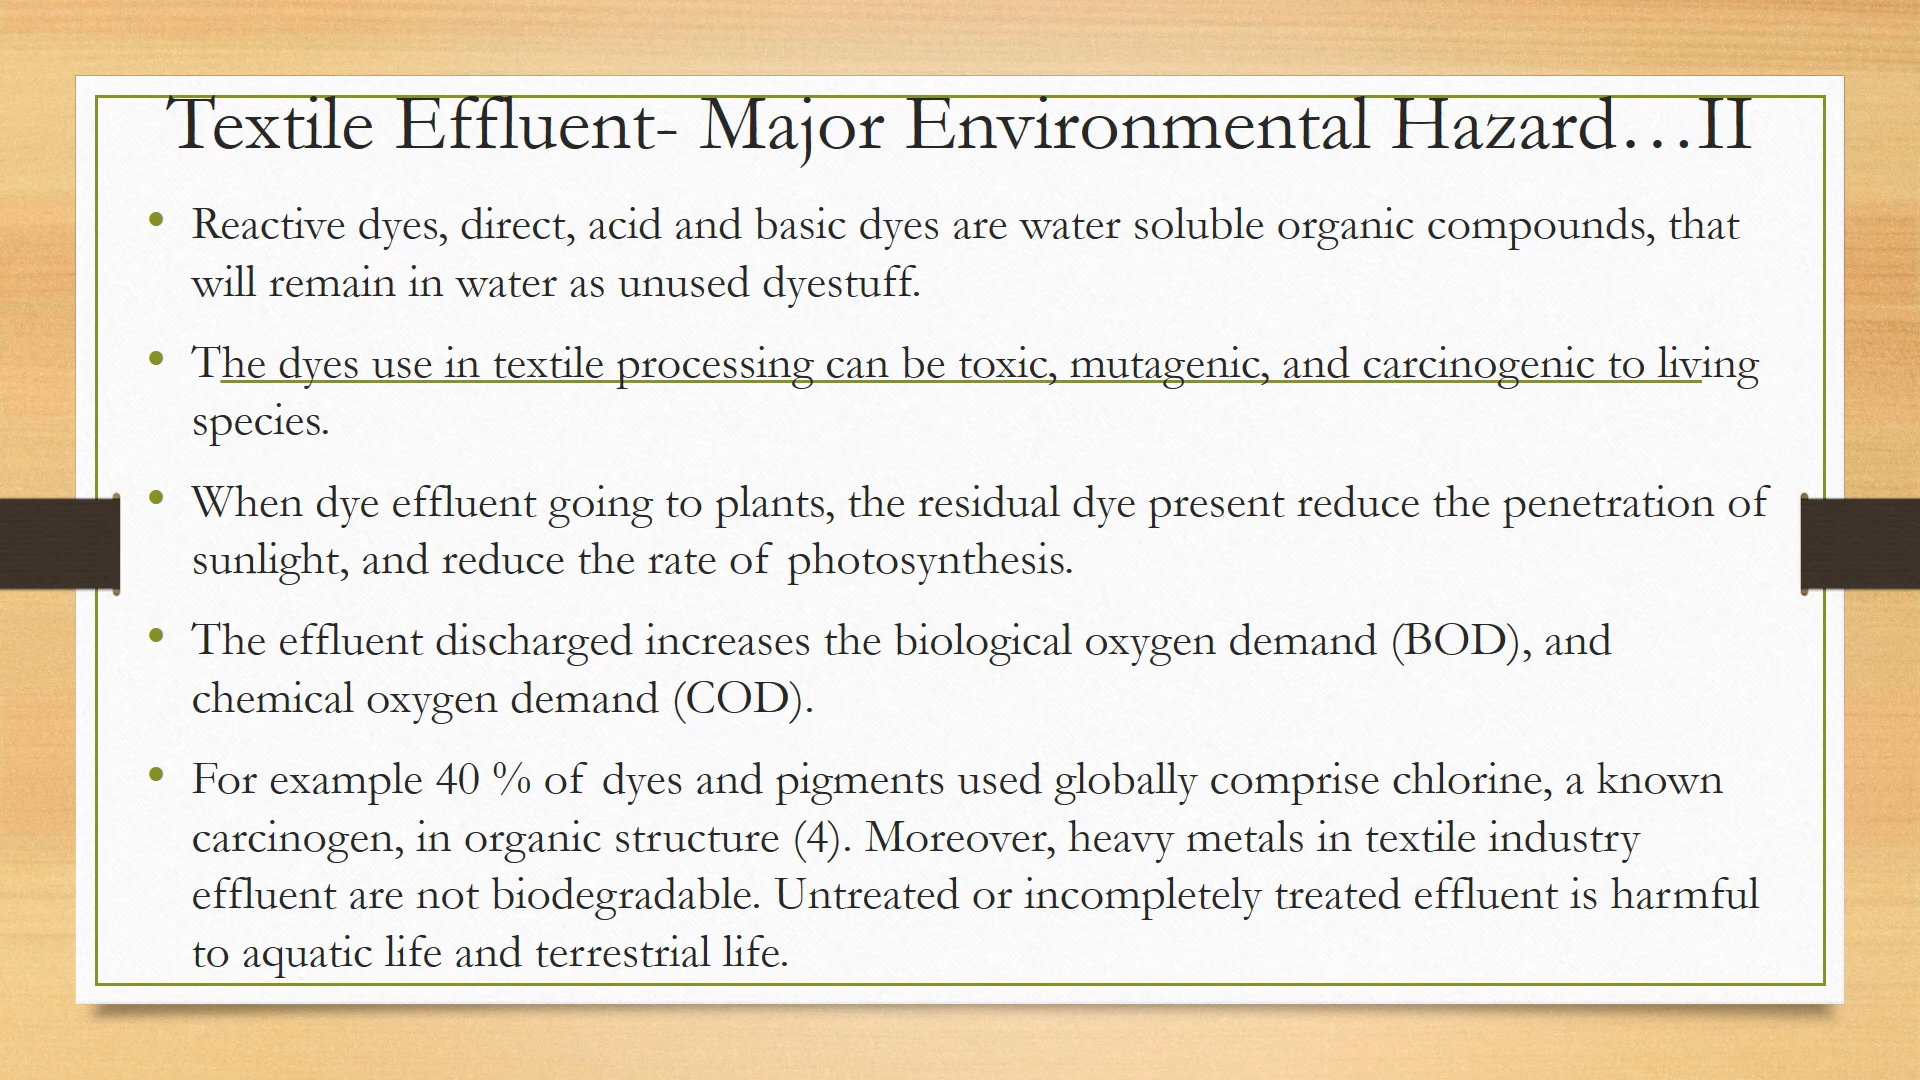 Textile Effluent- Major Environmental Hazard…II
• Reactive dyes, direct, acid and basic dyes are water soluble organic compounds, that
will remain in water as unused dyestuff.
• The dyes use in textile processing can be toxic, mutagenic, and carcinogenic to living
species.
• When dye effluent going to plants, the residual dye present reduce the penetration of
sunlight, and reduce the rate of photosynthesis.
• The effluent discharged increases the biological oxygen demand (BOD), and
chemical oxygen demand (COD).
• For example 40 % of dyes and pigments used globally comprise chlorine, a known
carcinogen, in organic structure (4). Moreover, heavy metals in textile industry
effluent are not biodegradable. Untreated or incompletely treated effluent is harmful
to aquatic life and terrestrial life.